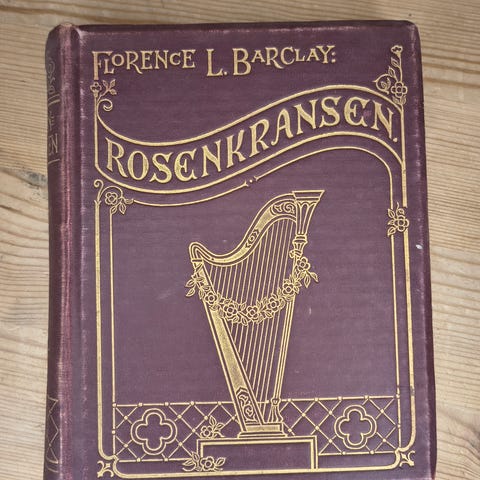 FLORENCE L. BARCLAY:
ROSENKRANSEN.